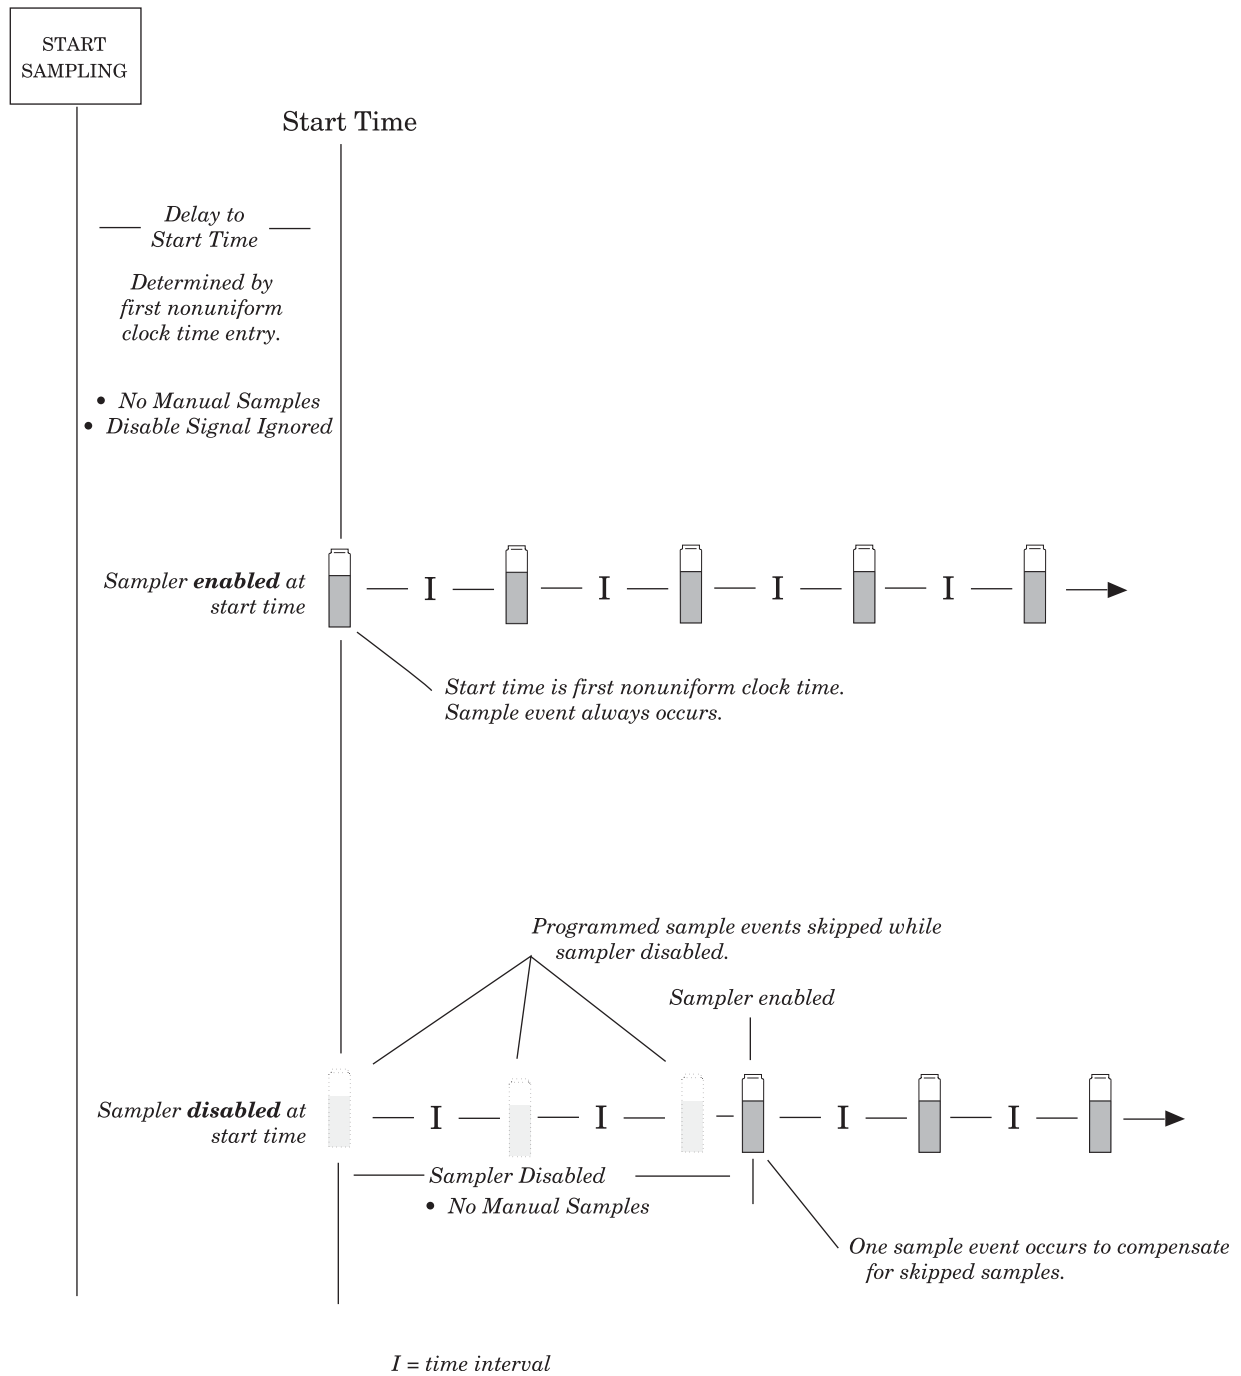 START
SAMPLING
Start Time
Delay to
Start Time
Determined by
first nonuniform
clock time entry.
• No Manual Samples
• Disable Signal Ignored
Sampler enabled at
start time
I
I
I
I
Start time is first nonuniform clock time.
Sample event always occurs.
Programmed sample events skipped while
sampler disabled.
Sampler enabled
Sampler disabled at
start time
I
I
I
I
Sampler Disabled
• No Manual Samples
One sample event occurs to compensate
for skipped samples.
I = time interval